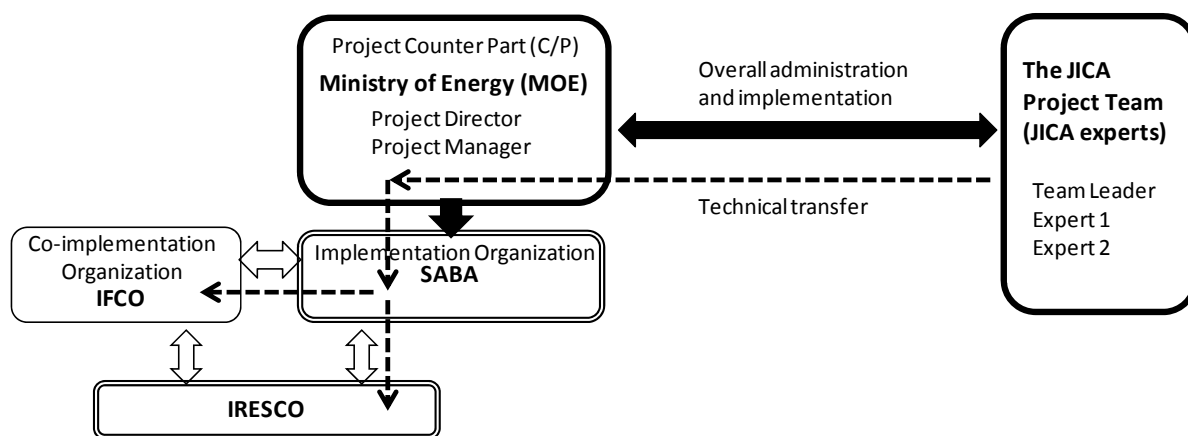 Project Counter Part (C/P)
Ministry of Energy (MOE)
Project Director
Project Manager
Overall administration
and implementation
The JICA
Project Team
(JICA experts)
Team Leader
Expert 1
Expert 2
Technical transfer
Co-implementation
Organization
IFCO
Implementation Organization
SABA
IRESCO